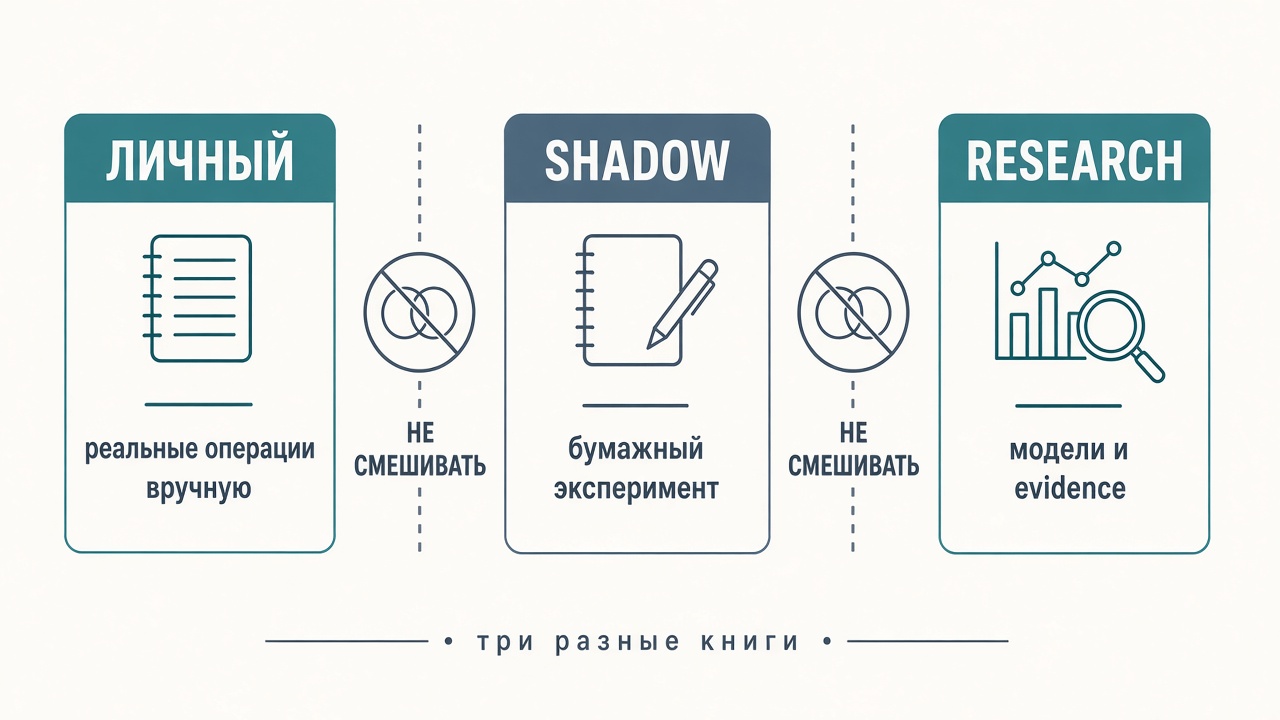 ЛИЧНЫЙ
реальные операции
вручную
НЕ
СМЕШИВАТЬ
SHADOW
бумажный
эксперимент
НЕ
СМЕШИВАТЬ
RESEARCH
модели и
evidence
• три разные книги •